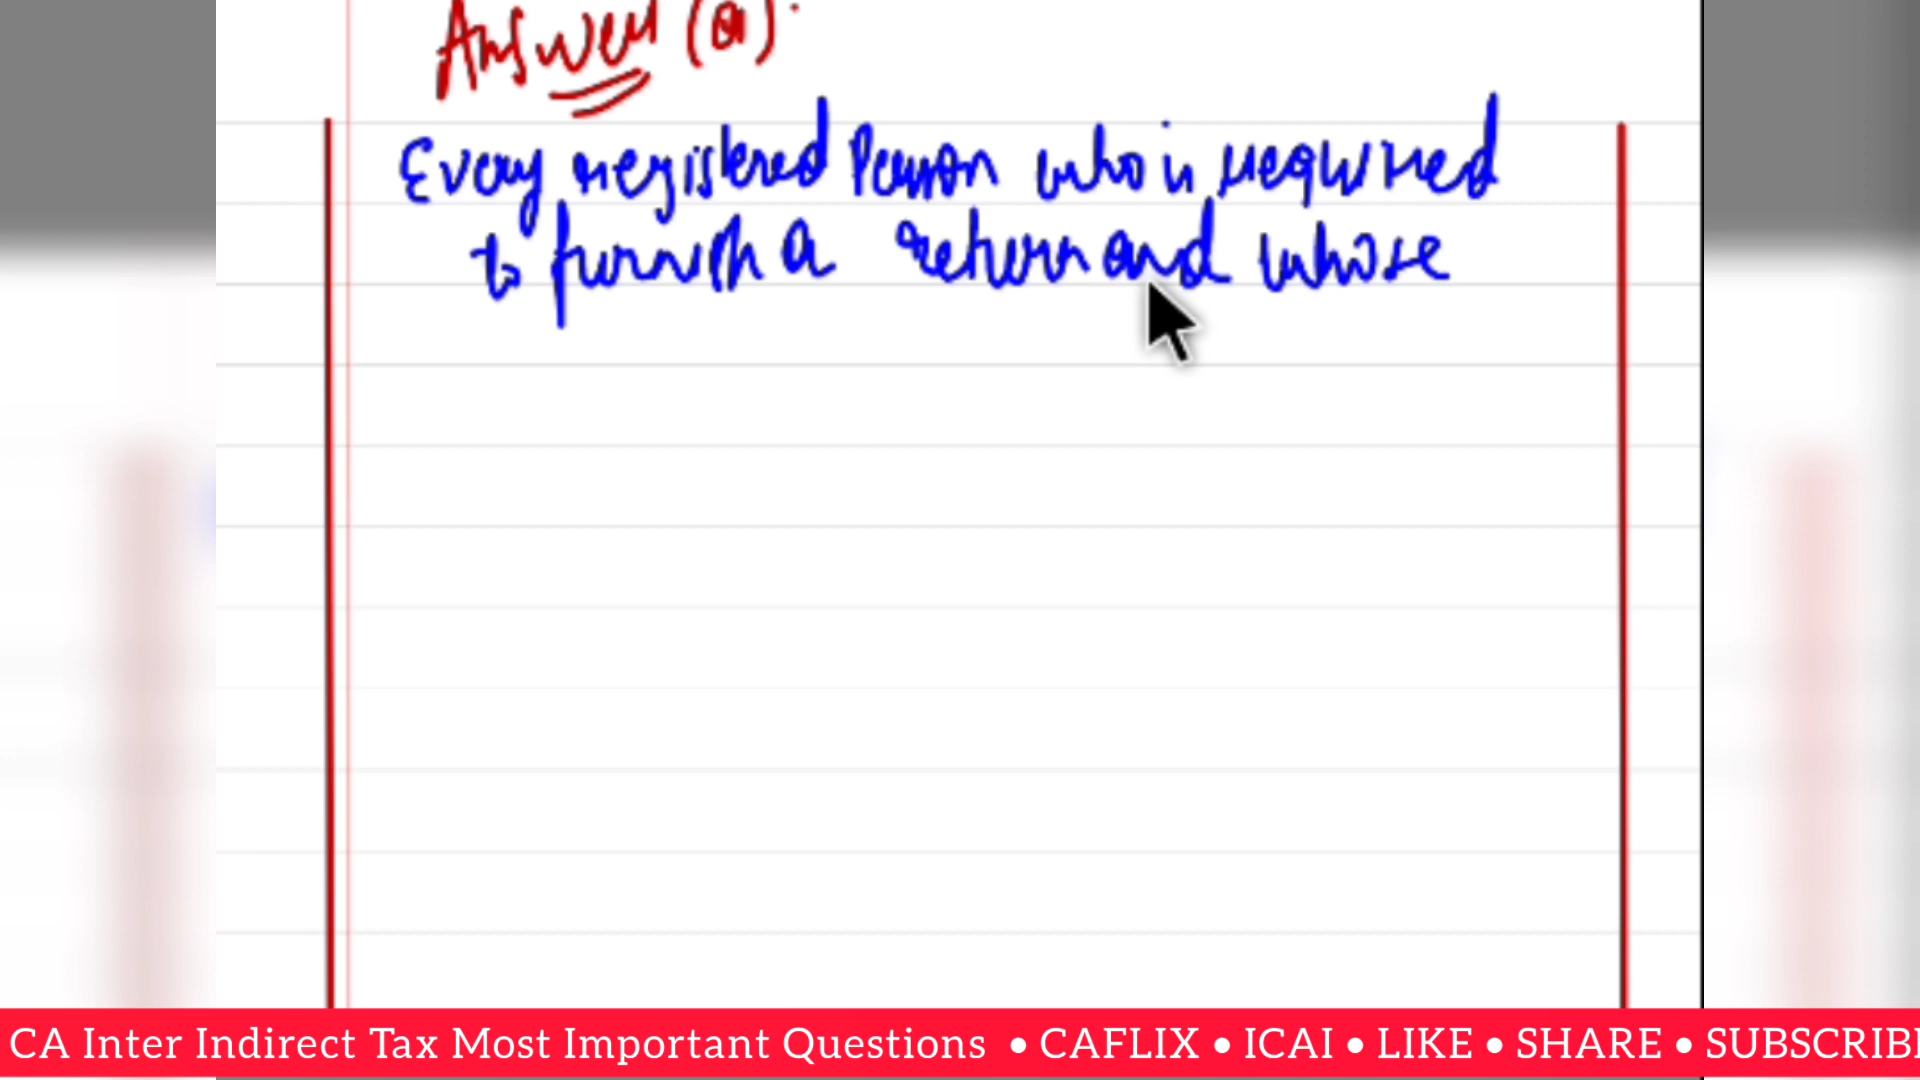 Answer (a).
Every registered Person who is required
to furnish a return and whose
CA Inter Indirect Tax Most Important Questions • CAFLIX • ICAI • LIKE • SHARE • SUBSCRIB